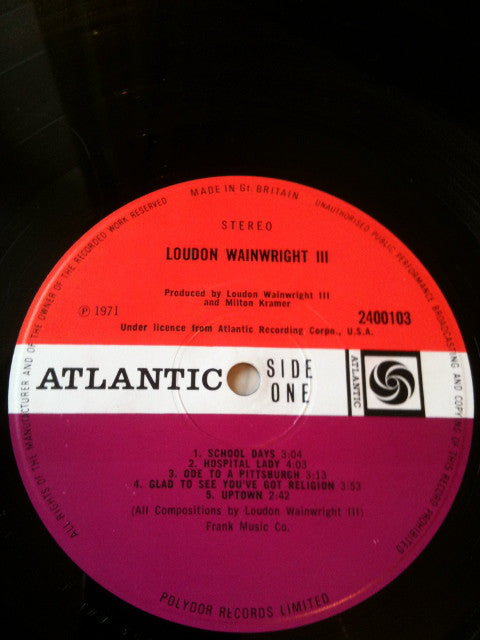 MADE IN Gt. BRITAIN
STEREO
LOUDON WAINWRIGHT III
Produced by Loudon Wainwright III
and Milton Kramer
℗ 1971
2400103
Under licence from Atlantic Recording Corpn., U.S.A.
ATLANTIC
SIDE
ONE
ATLANTIC
1. SCHOOL DAYS 3:04
2. HOSPITAL LADY 4:03
3. ODE TO A PITTSBURGH 3:13
4. GLAD TO SEE YOU'VE GOT RELIGION 3:53
5. UPTOWN 2:42
(All Compositions by Loudon Wainwright III)
Frank Music Co.
POLYDOR RECORDS LIMITED
ALL RIGHTS OF THE MANUFACTURER AND OF THE OWNER OF THE RECORDED WORK RESERVED
UNAUTHORISED PUBLIC PERFORMANCE BROADCASTING AND COPYING OF THIS RECORD PROHIBITED